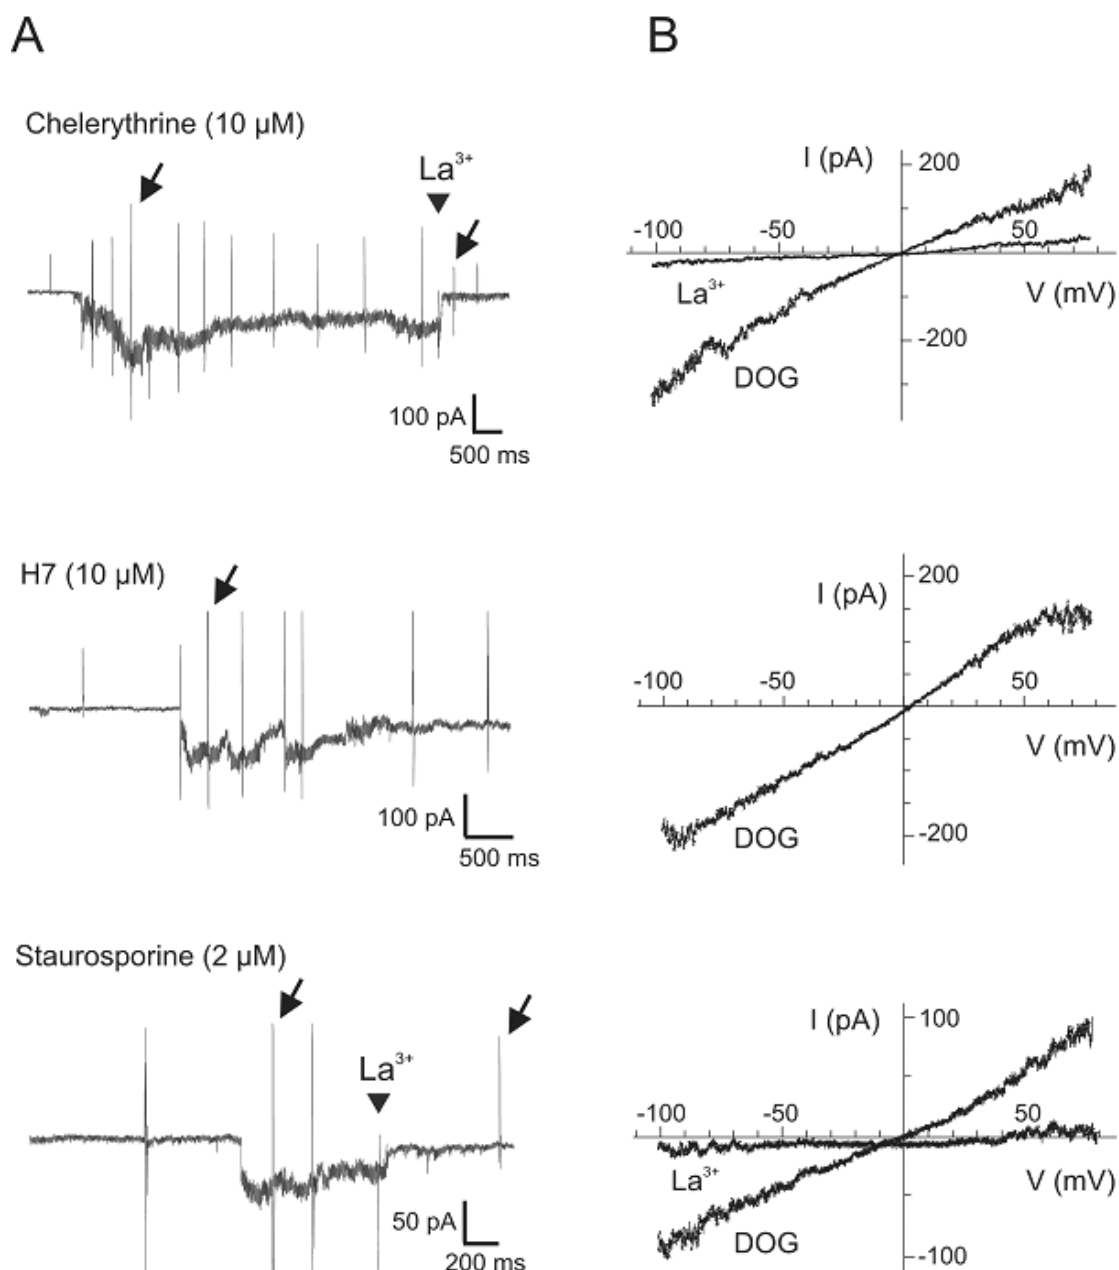 A
B
Chelerythrine (10 µM)
La³⁺
100 pA
500 ms
I (pA)
200
-100
-50
50
La³⁺
V (mV)
-200
DOG
H7 (10 µM)
100 pA
500 ms
I (pA)
200
-100
-50
50
V (mV)
DOG
-200
Staurosporine (2 µM)
La³⁺
50 pA
200 ms
I (pA)
100
-100
-50
50
La³⁺
V (mV)
DOG
-100